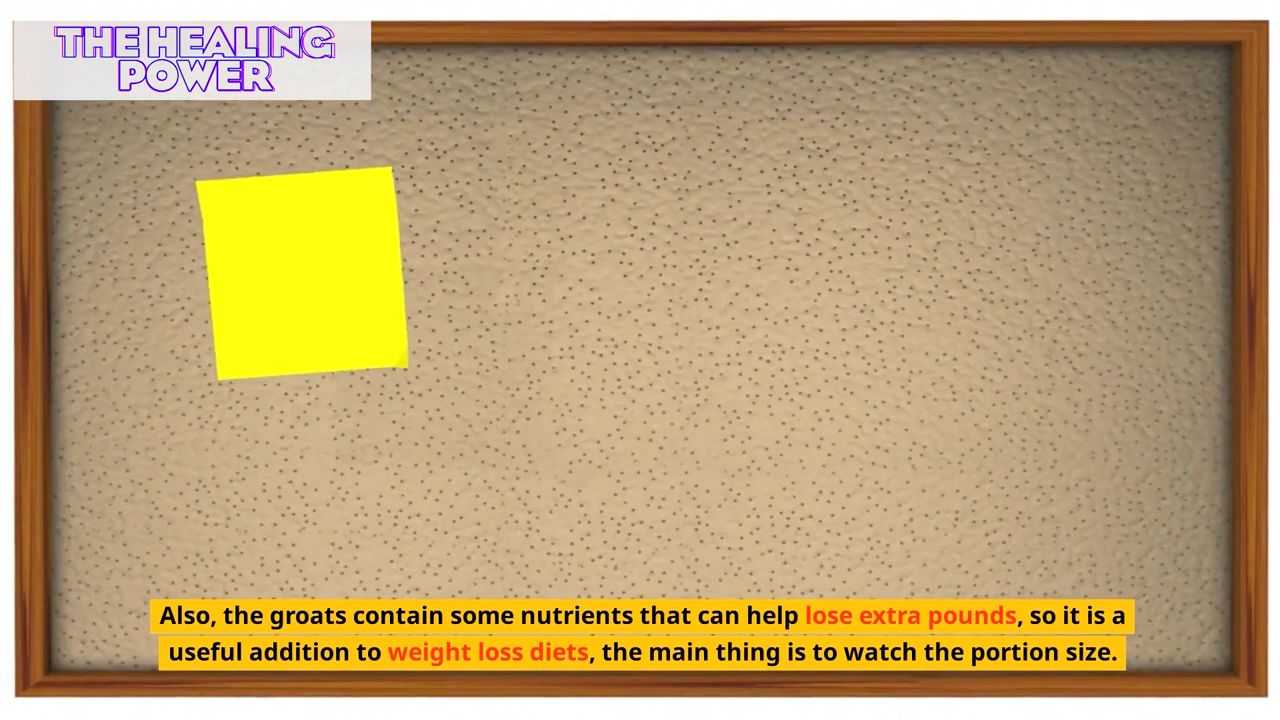 THE HEALING
POWER
Also, the groats contain some nutrients that can help lose extra pounds, so it is a
useful addition to weight loss diets, the main thing is to watch the portion size.